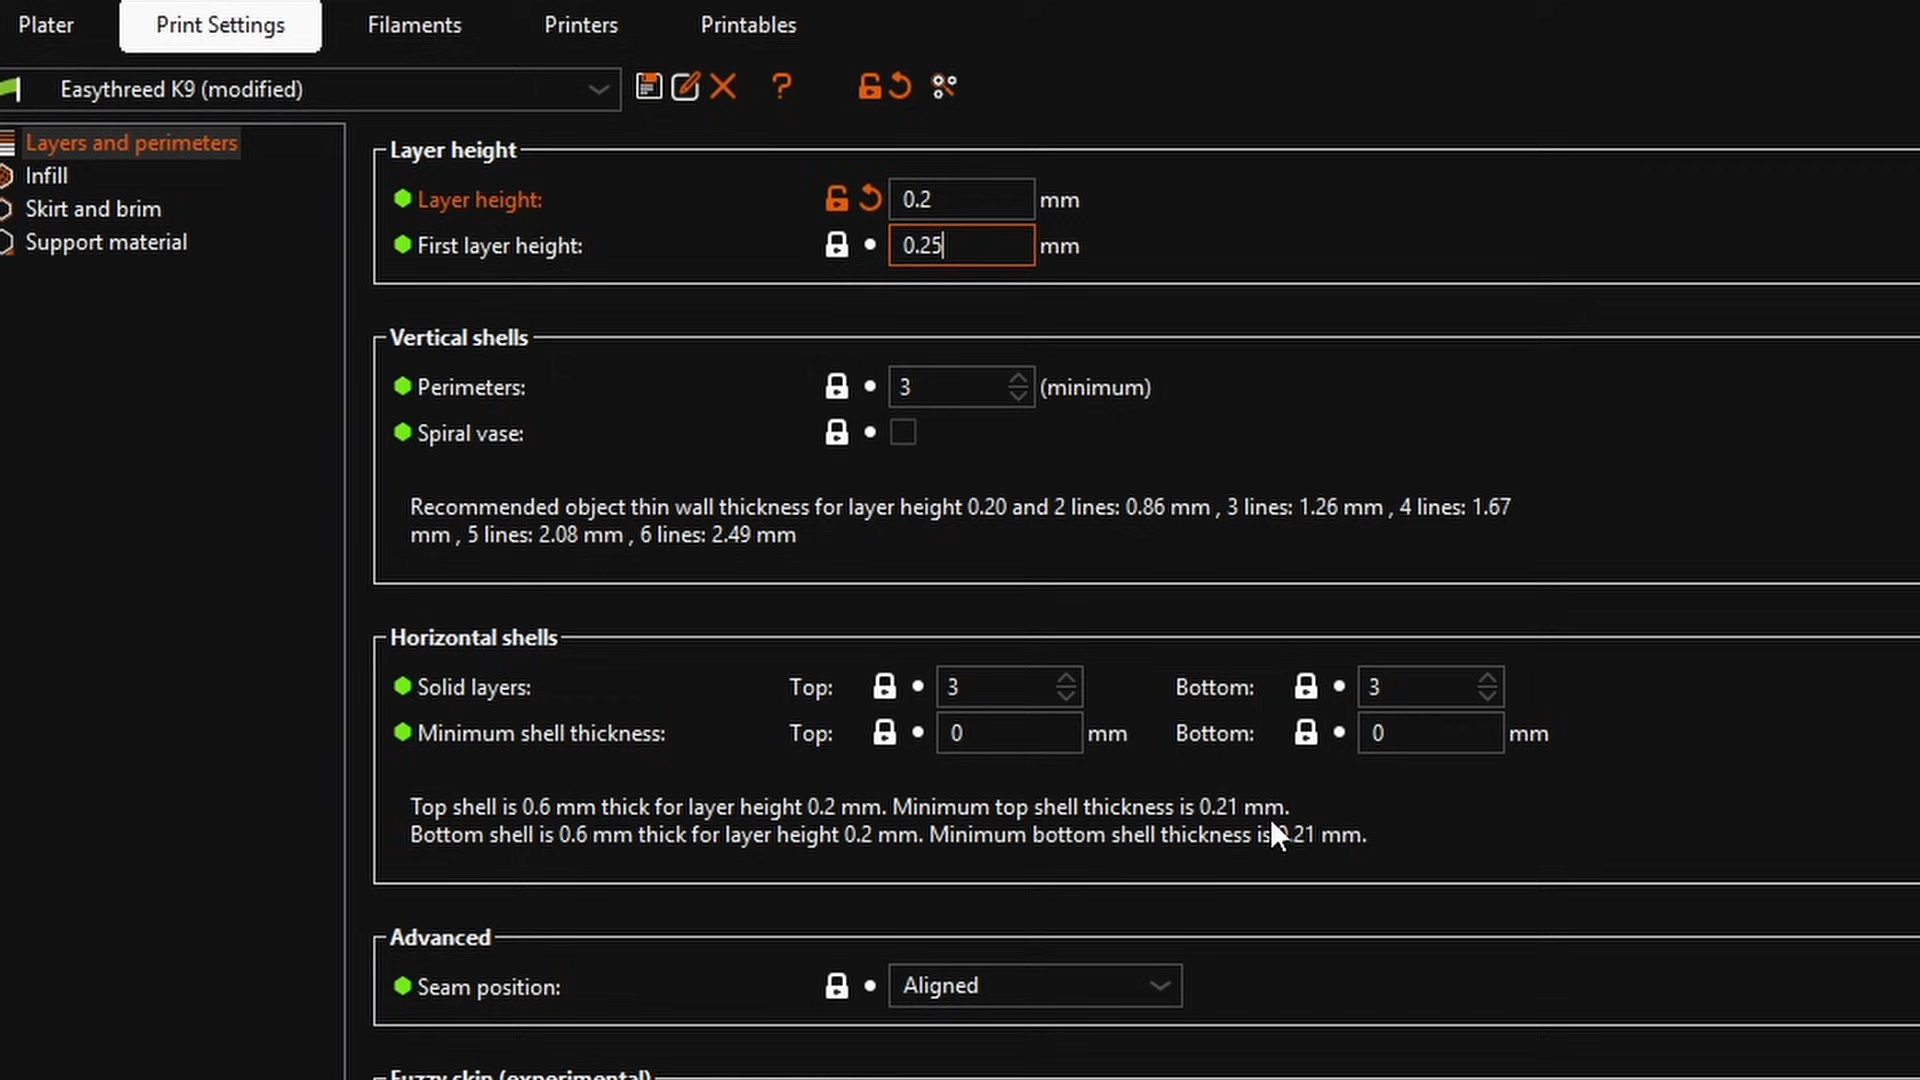 Plater Print Settings Filaments Printers Printables
Easythreed K9 (modified) ?
Layers and perimeters
Infill
Skirt and brim
Support material
Layer height
Layer height: 0.2 mm
First layer height: 0.25 mm
Vertical shells
Perimeters: 3 (minimum)
Spiral vase:
Recommended object thin wall thickness for layer height 0.20 and 2 lines: 0.86 mm , 3 lines: 1.26 mm , 4 lines: 1.67
mm , 5 lines: 2.08 mm , 6 lines: 2.49 mm
Horizontal shells
Solid layers: Top: 3 Bottom: 3
Minimum shell thickness: Top: 0 mm Bottom: 0 mm
Top shell is 0.6 mm thick for layer height 0.2 mm. Minimum top shell thickness is 0.21 mm.
Bottom shell is 0.6 mm thick for layer height 0.2 mm. Minimum bottom shell thickness is 0.21 mm.
Advanced
Seam position: Aligned
Fuzzy skin (experimental)